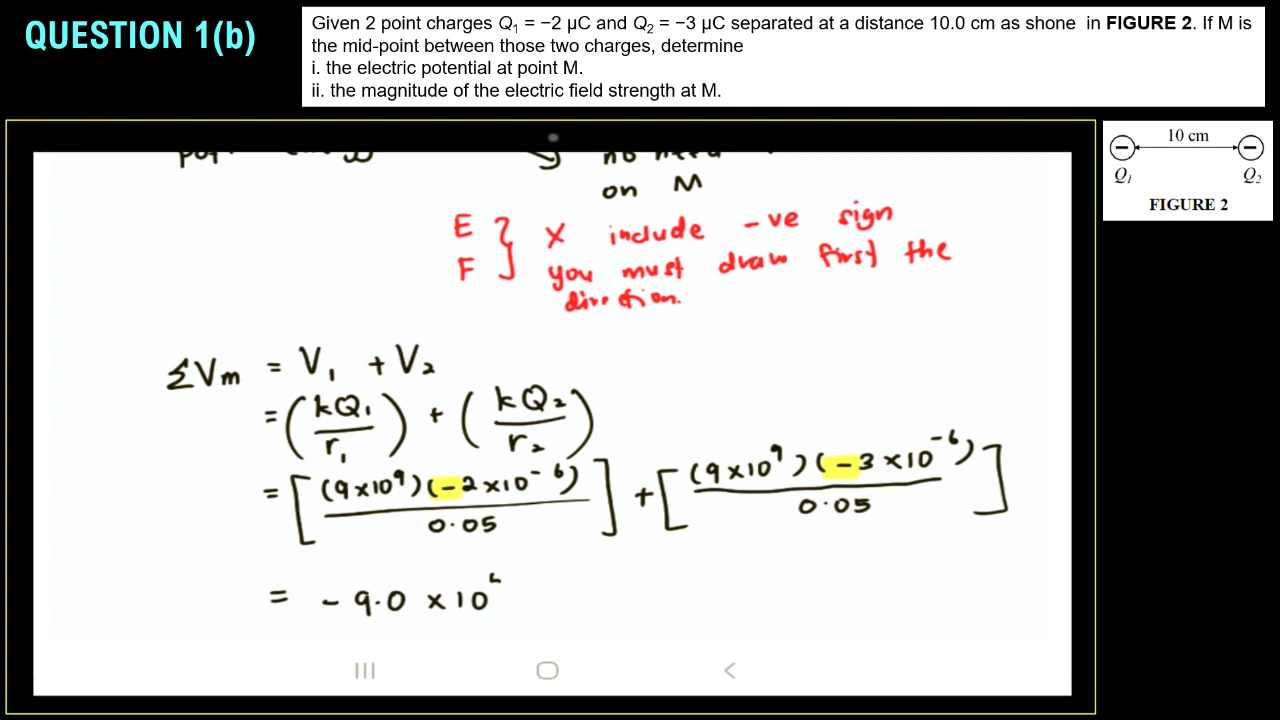 QUESTION 1(b)
Given 2 point charges Q₁ = −2 μC and Q₂ = −3 μC separated at a distance 10.0 cm as shone in FIGURE 2. If M is
the mid-point between those two charges, determine
i. the electric potential at point M.
ii. the magnitude of the electric field strength at M.
10 cm
Q₁ Q₂
FIGURE 2
no need
on M
E } X include -ve sign
F } you must draw first the
direction.
ΣVm = V₁ + V₂
= (kQ₁/r₁) + (kQ₂/r₂)
= [(9×10⁹)(-2×10⁻⁶)/0.05] + [(9×10⁹)(-3×10⁻⁶)/0.05]
= - 9.0 ×10